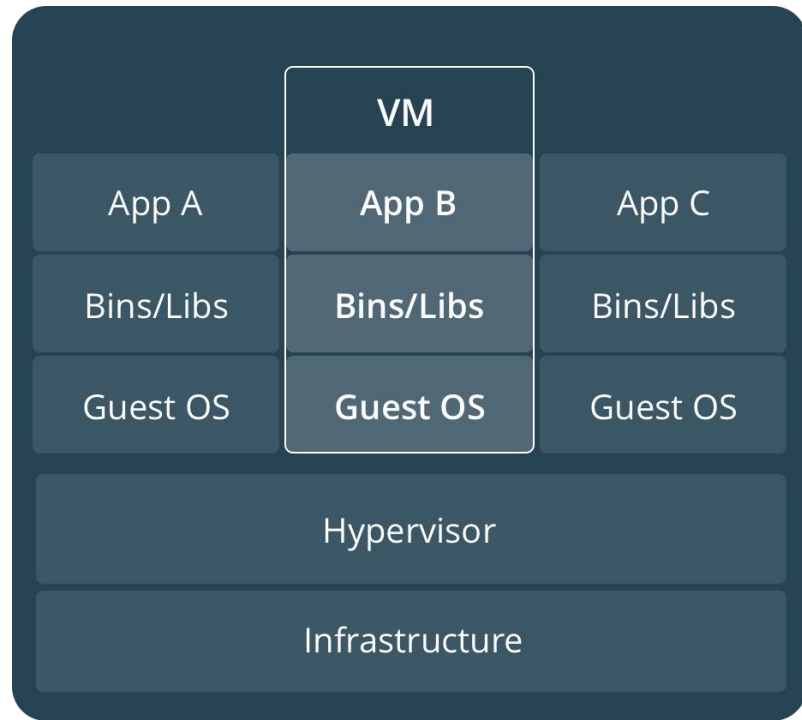 VM
App A
App B
App C
Bins/Libs
Bins/Libs
Bins/Libs
Guest OS
Guest OS
Guest OS
Hypervisor
Infrastructure